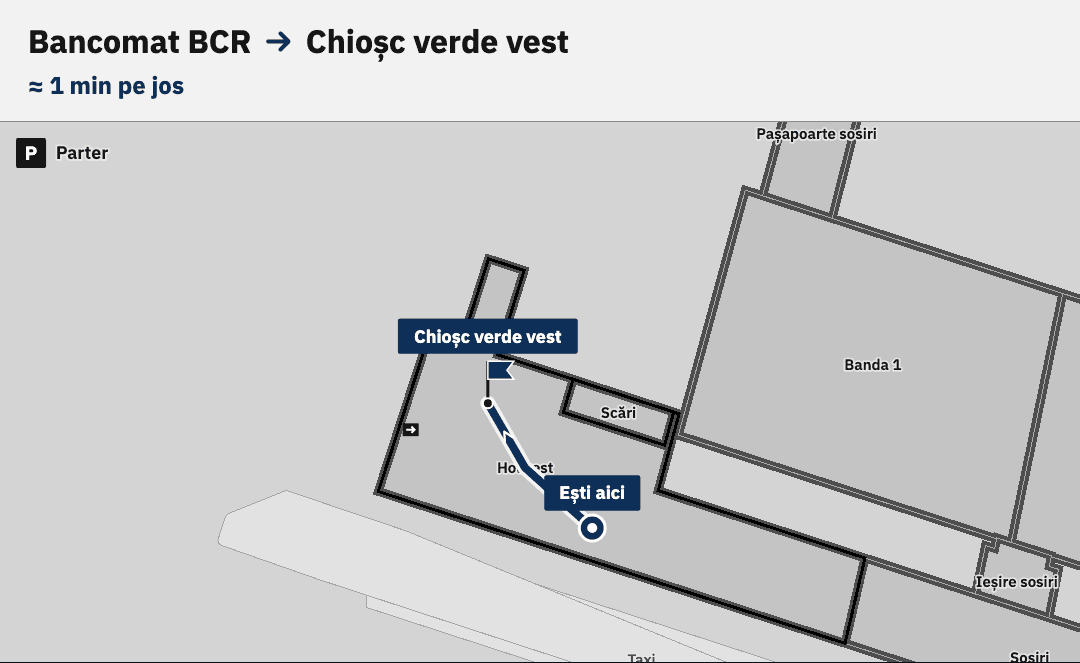 Bancomat BCR → Chioșc verde vest
≈ 1 min pe jos
P Parter
Pașapoarte sosiri
Chioșc verde vest
Banda 1
Scări
Ești aici
Ieșire sosiri
Sosiri
Taxi